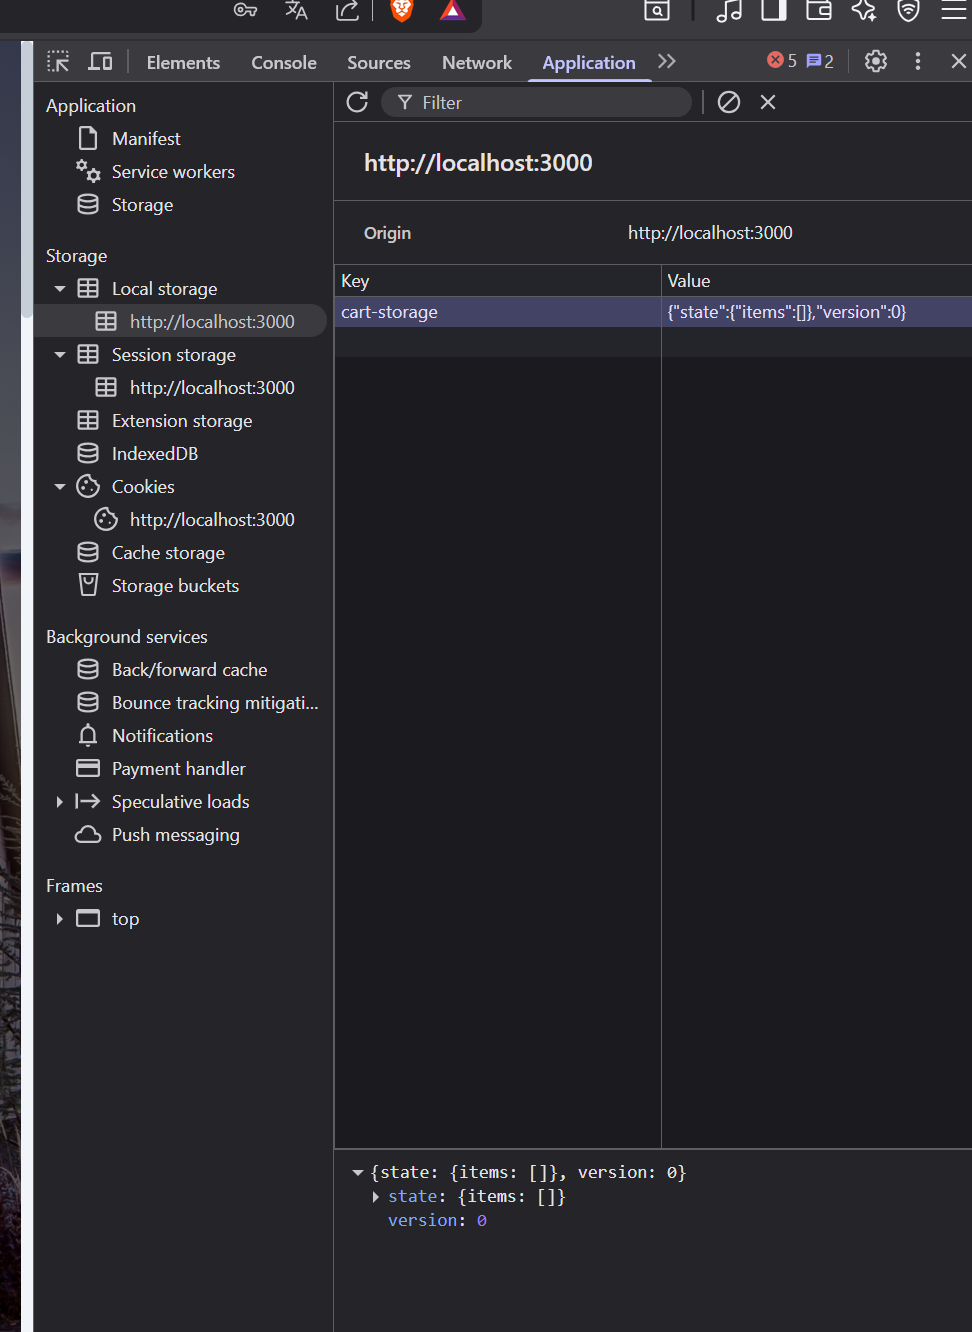 Elements Console Sources Network Application 5 2
Application
Manifest
Service workers
Storage
Storage
Local storage
http://localhost:3000
Session storage
http://localhost:3000
Extension storage
IndexedDB
Cookies
http://localhost:3000
Cache storage
Storage buckets
Background services
Back/forward cache
Bounce tracking mitigati...
Notifications
Payment handler
Speculative loads
Push messaging
Frames
top
Filter
http://localhost:3000
Origin http://localhost:3000
Key Value
cart-storage {"state":{"items":[]},"version":0}
{state: {items: []}, version: 0}
state: {items: []}
version: 0